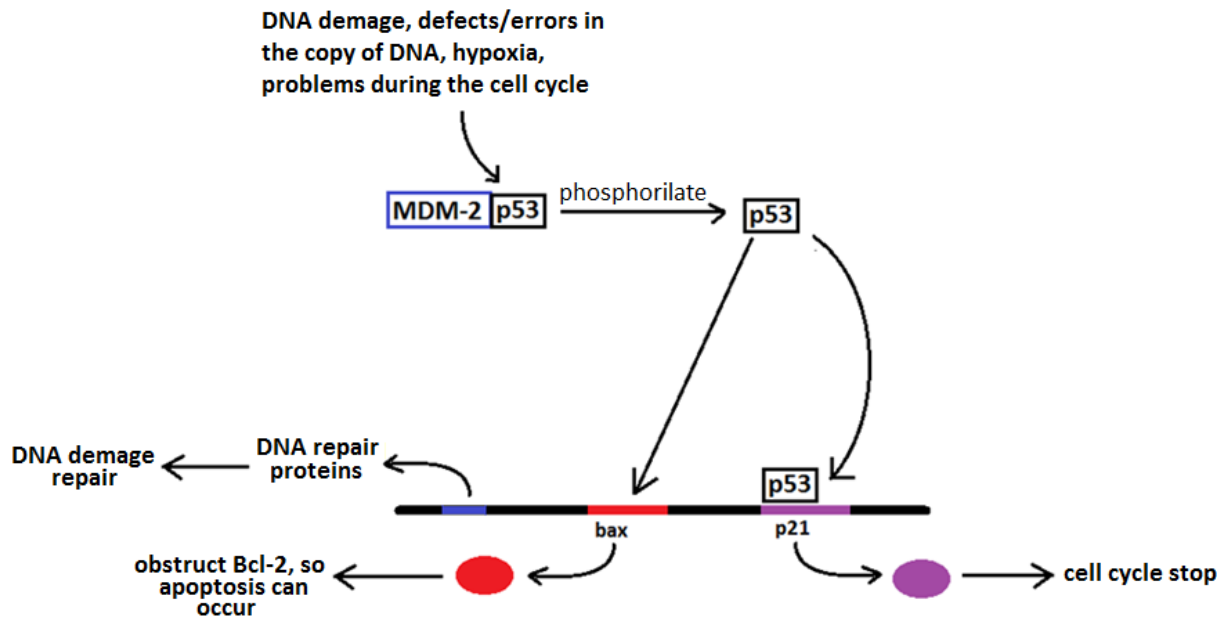 DNA demage, defects/errors in
the copy of DNA, hypoxia,
problems during the cell cycle
MDM-2 p53
phosphorilate
p53
DNA demage
repair
DNA repair
proteins
p53
bax
p21
obstruct Bcl-2, so
apoptosis can
occur
cell cycle stop